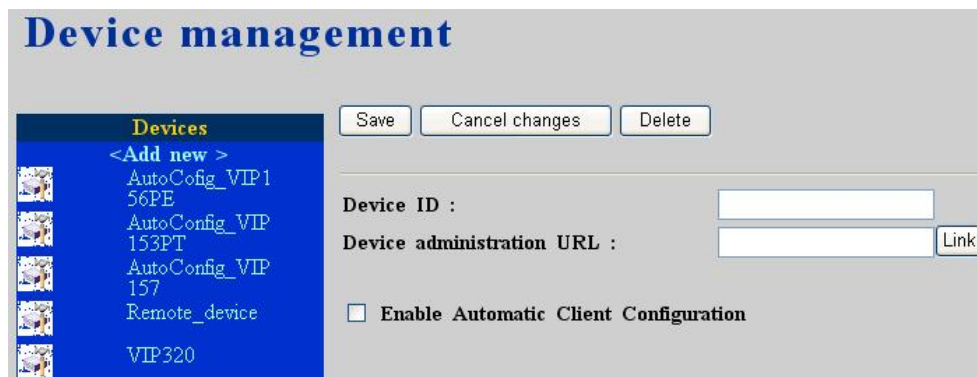 Device management
Devices
<Add new >
AutoCofig_VIP1
56PE
AutoConfig_VIP
153PT
AutoConfig_VIP
157
Remote_device
VIP320
Save Cancel changes Delete
Device ID :
Device administration URL : Link
Enable Automatic Client Configuration